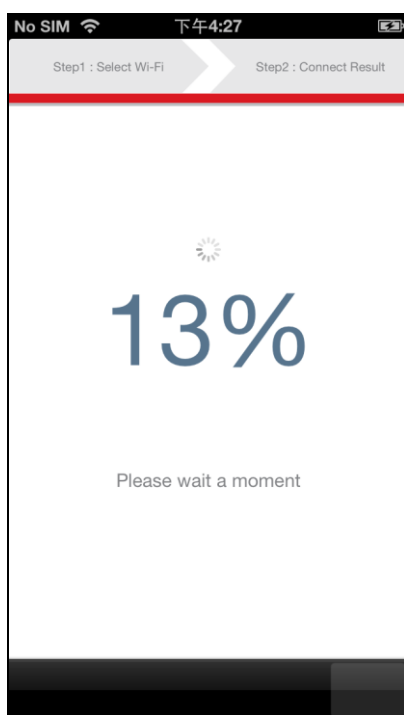 No SIM 下午4:27
Step1 : Select Wi-Fi Step2 : Connect Result
13%
Please wait a moment